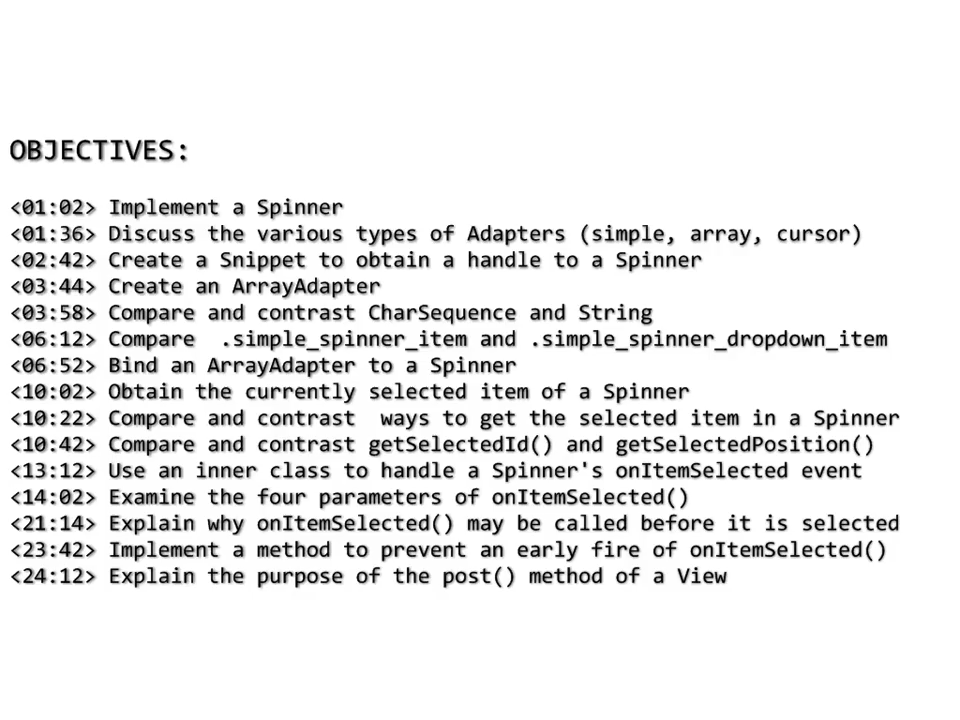 OBJECTIVES:
<01:02> Implement a Spinner
<01:36> Discuss the various types of Adapters (simple, array, cursor)
<02:42> Create a Snippet to obtain a handle to a Spinner
<03:44> Create an ArrayAdapter
<03:58> Compare and contrast CharSequence and String
<06:12> Compare  .simple_spinner_item and .simple_spinner_dropdown_item
<06:52> Bind an ArrayAdapter to a Spinner
<10:02> Obtain the currently selected item of a Spinner
<10:22> Compare and contrast  ways to get the selected item in a Spinner
<10:42> Compare and contrast getSelectedId() and getSelectedPosition()
<13:12> Use an inner class to handle a Spinner's onItemSelected event
<14:02> Examine the four parameters of onItemSelected()
<21:14> Explain why onItemSelected() may be called before it is selected
<23:42> Implement a method to prevent an early fire of onItemSelected()
<24:12> Explain the purpose of the post() method of a View